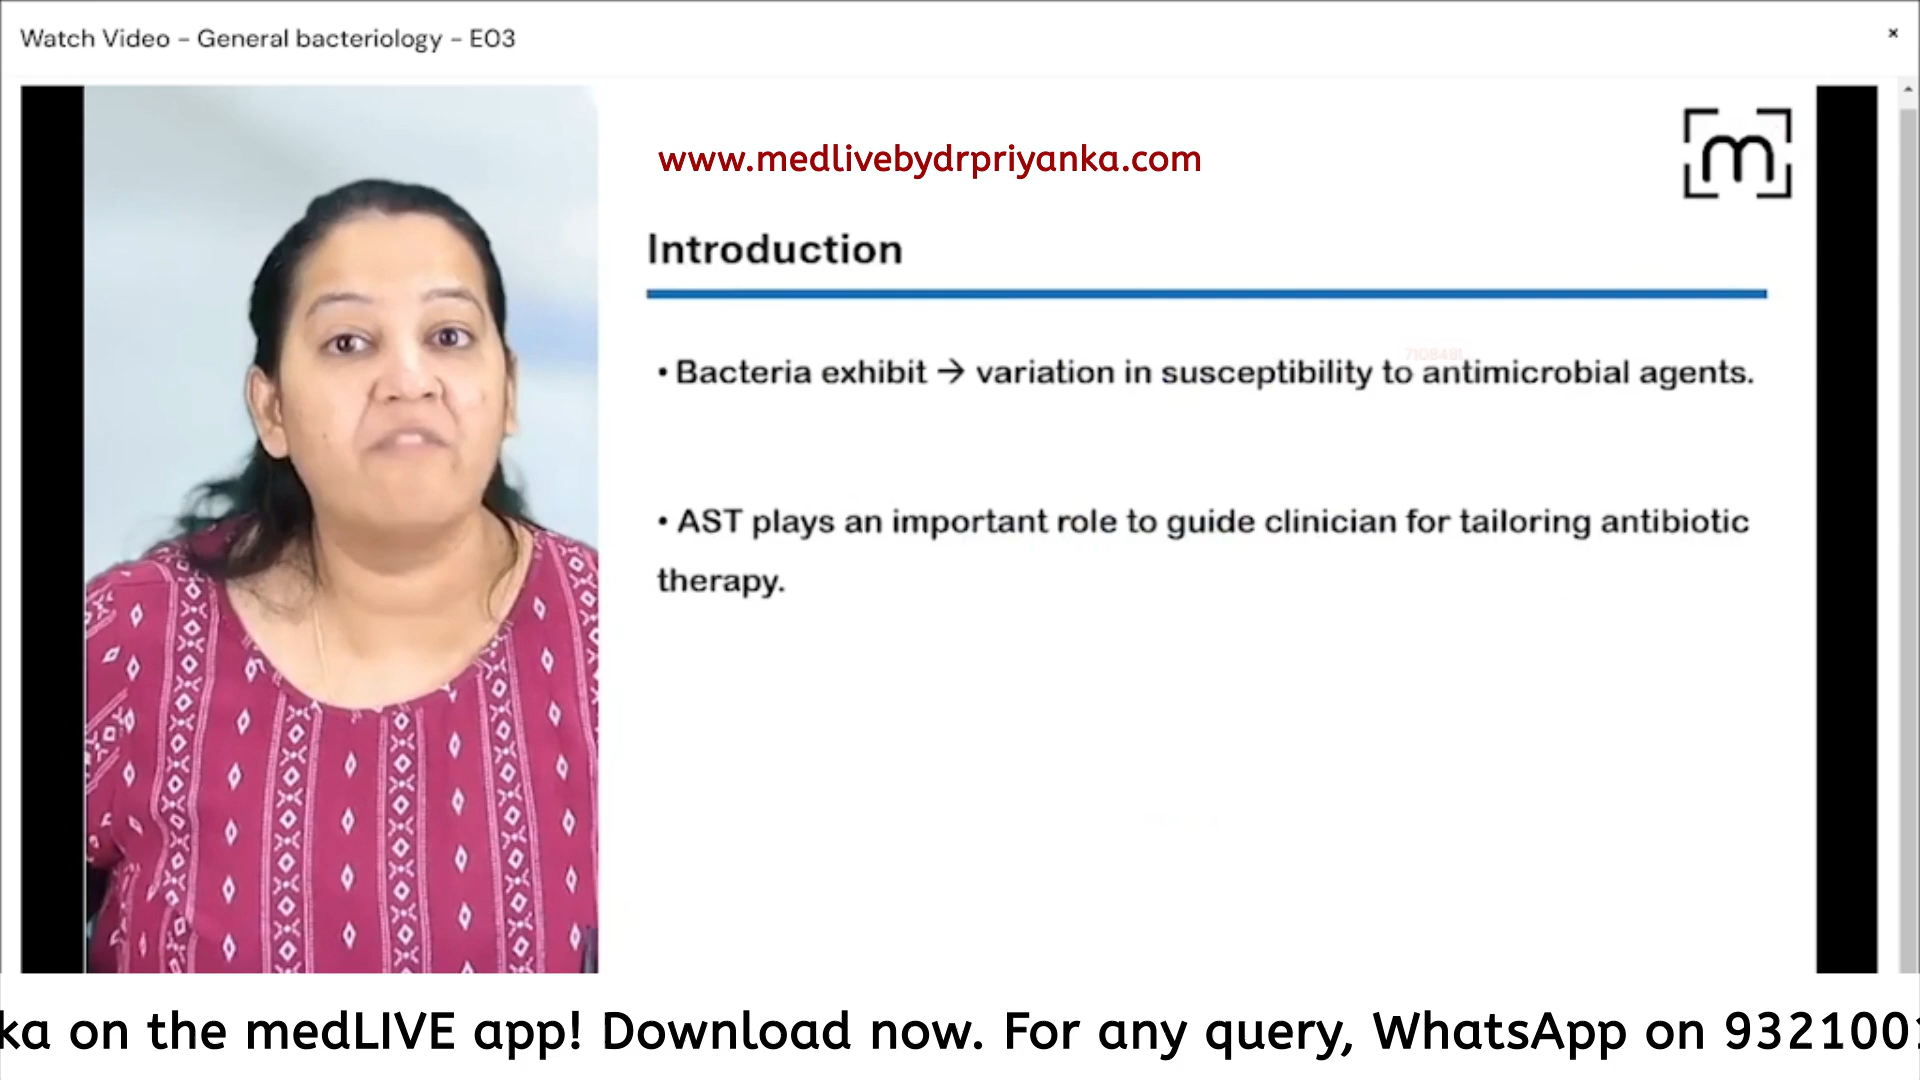 Watch Video – General bacteriology – E03
×
www.medlivebydrpriyanka.com
m
Introduction
• Bacteria exhibit → variation in susceptibility to antimicrobial agents.
• AST plays an important role to guide clinician for tailoring antibiotic
therapy.
ka on the medLIVE app! Download now. For any query, WhatsApp on 932100